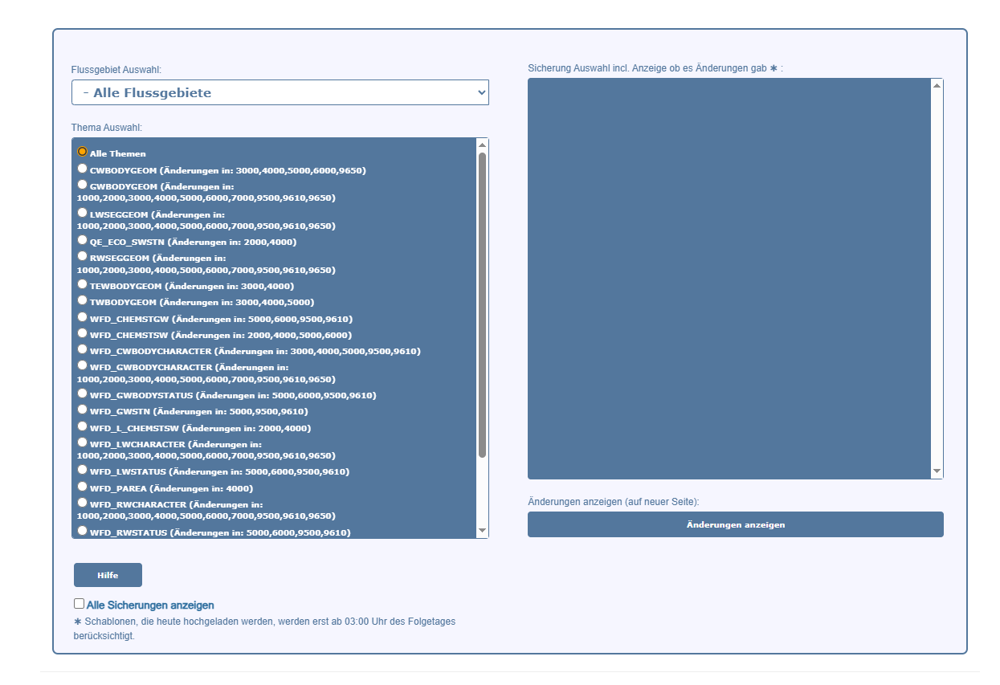 Flussgebiet Auswahl:
- Alle Flussgebiete
Thema Auswahl:
Alle Themen
CWBODYGEOM (Änderungen in: 3000,4000,5000,6000,9650)
GWBODYGEOM (Änderungen in:
1000,2000,3000,4000,5000,6000,7000,9500,9610,9650)
LWSEGGEOM (Änderungen in:
1000,2000,3000,4000,5000,6000,7000,9500,9610,9650)
QE_ECO_SWSTN (Änderungen in: 2000,4000)
RWSEGGEOM (Änderungen in:
1000,2000,3000,4000,5000,6000,7000,9500,9610,9650)
TEWBODYGEOM (Änderungen in: 3000,4000)
TWBODYGEOM (Änderungen in: 3000,4000,5000)
WFD_CHEMSTGW (Änderungen in: 5000,6000,9500,9610)
WFD_CHEMSTSW (Änderungen in: 2000,4000,5000,6000)
WFD_CWBODYCHARACTER (Änderungen in: 3000,4000,5000,9500,9610)
WFD_GWBODYCHARACTER (Änderungen in:
1000,2000,3000,4000,5000,6000,7000,9500,9610,9650)
WFD_GWBODYSTATUS (Änderungen in: 5000,6000,9500,9610)
WFD_GWSTN (Änderungen in: 5000,9500,9610)
WFD_L_CHEMSTSW (Änderungen in: 2000,4000)
WFD_LWCHARACTER (Änderungen in:
1000,2000,3000,4000,5000,6000,7000,9500,9610,9650)
WFD_LWSTATUS (Änderungen in: 5000,6000,9500,9610)
WFD_PAREA (Änderungen in: 4000)
WFD_RWCHARACTER (Änderungen in:
1000,2000,3000,4000,5000,6000,7000,9500,9610,9650)
WFD_RWSTATUS (Änderungen in: 5000,6000,9500,9610)
Hilfe
Alle Sicherungen anzeigen
✱ Schablonen, die heute hochgeladen werden, werden erst ab 03:00 Uhr des Folgetages
berücksichtigt.
Sicherung Auswahl incl. Anzeige ob es Änderungen gab ✱ :
Änderungen anzeigen (auf neuer Seite):
Änderungen anzeigen